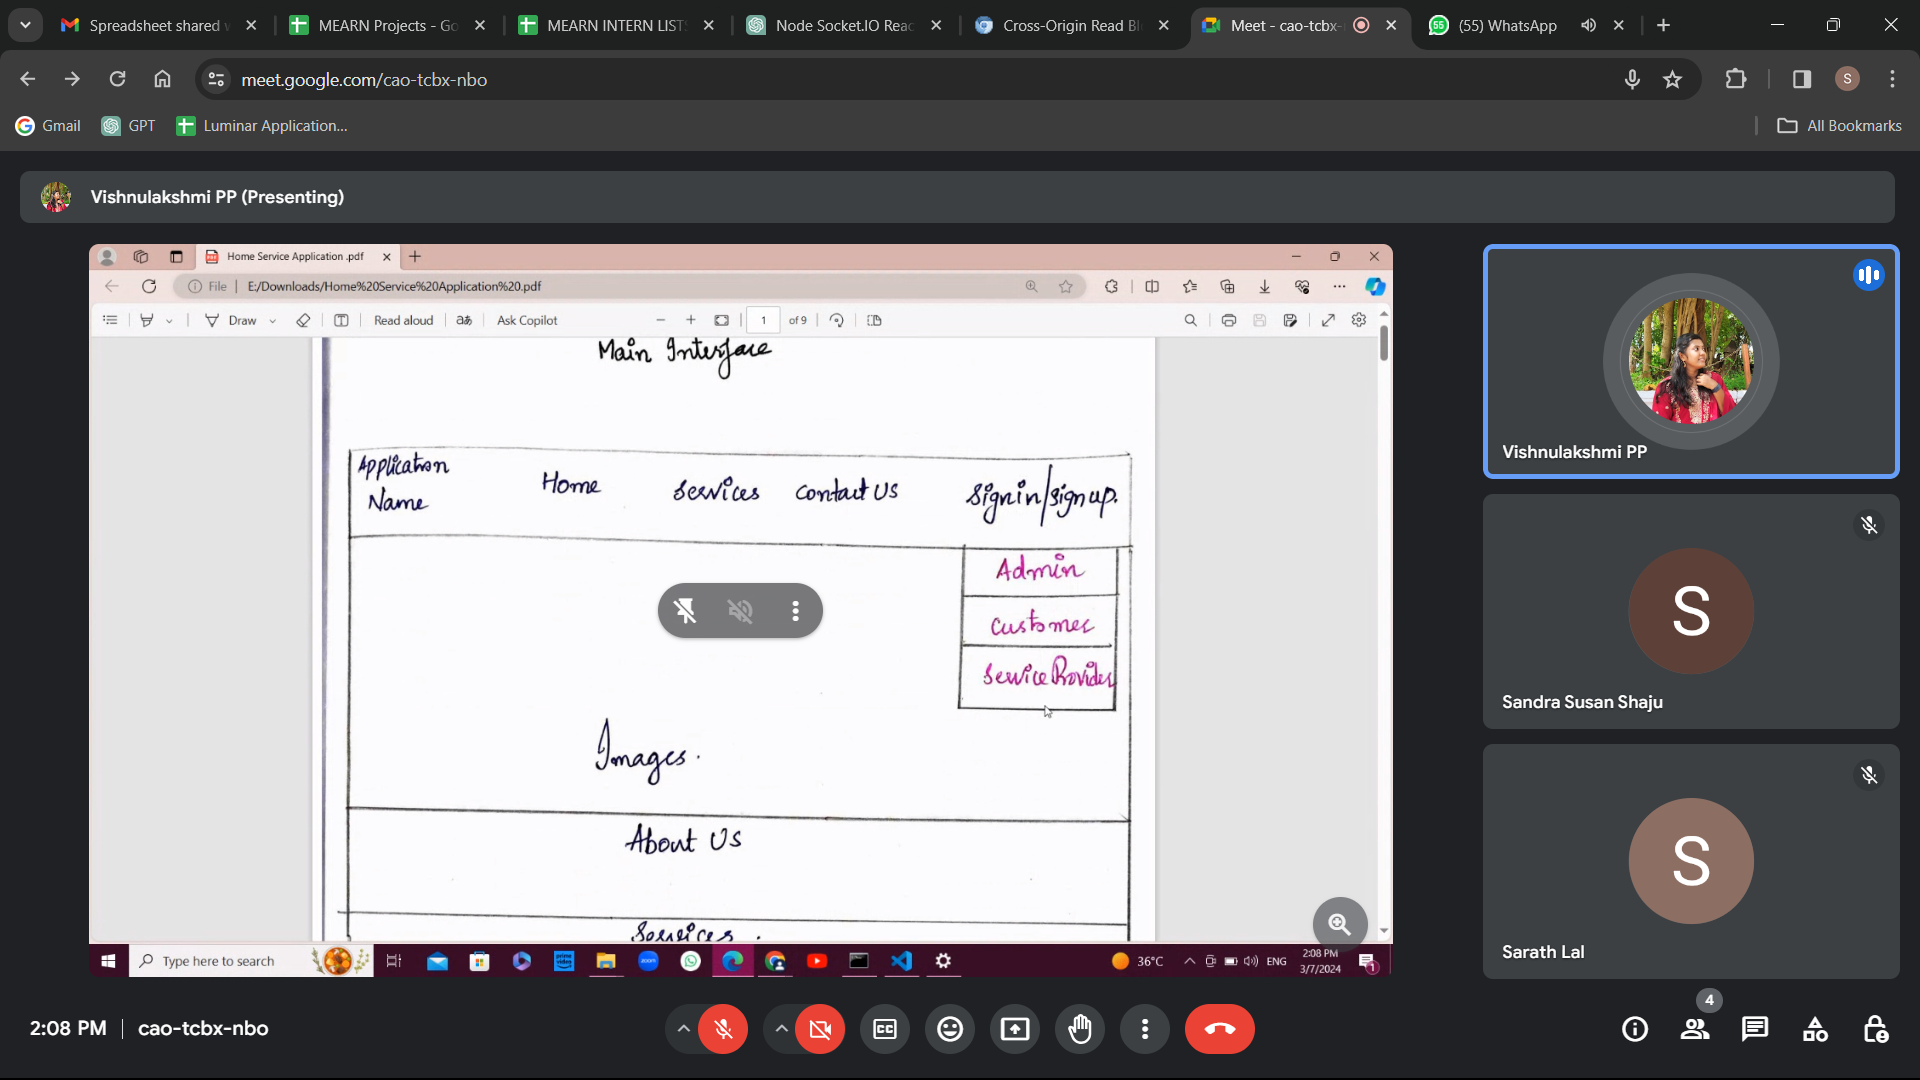 Spreadsheet shared w
MEARN Projects - Go
MEARN INTERN LIST
Node Socket.IO Reac
Cross-Origin Read Bl
Meet - cao-tcbx-
(55) WhatsApp
meet.google.com/cao-tcbx-nbo
S
Gmail
GPT
Luminar Application...
All Bookmarks
Vishnulakshmi PP (Presenting)
Home Service Application .pdf
File
E:/Downloads/Home%20Service%20Application%20.pdf
Draw
Read aloud
Ask Copilot
1
of 9
Main Interface
Application
Name
Home
Services
Contact Us
Signin/signup.
Admin
Customer
Service Provider
Images.
About Us
Services.
Type here to search
36°C
ENG
2:08 PM
3/7/2024
1
Vishnulakshmi PP
S
Sandra Susan Shaju
S
Sarath Lal
2:08 PM
cao-tcbx-nbo
4